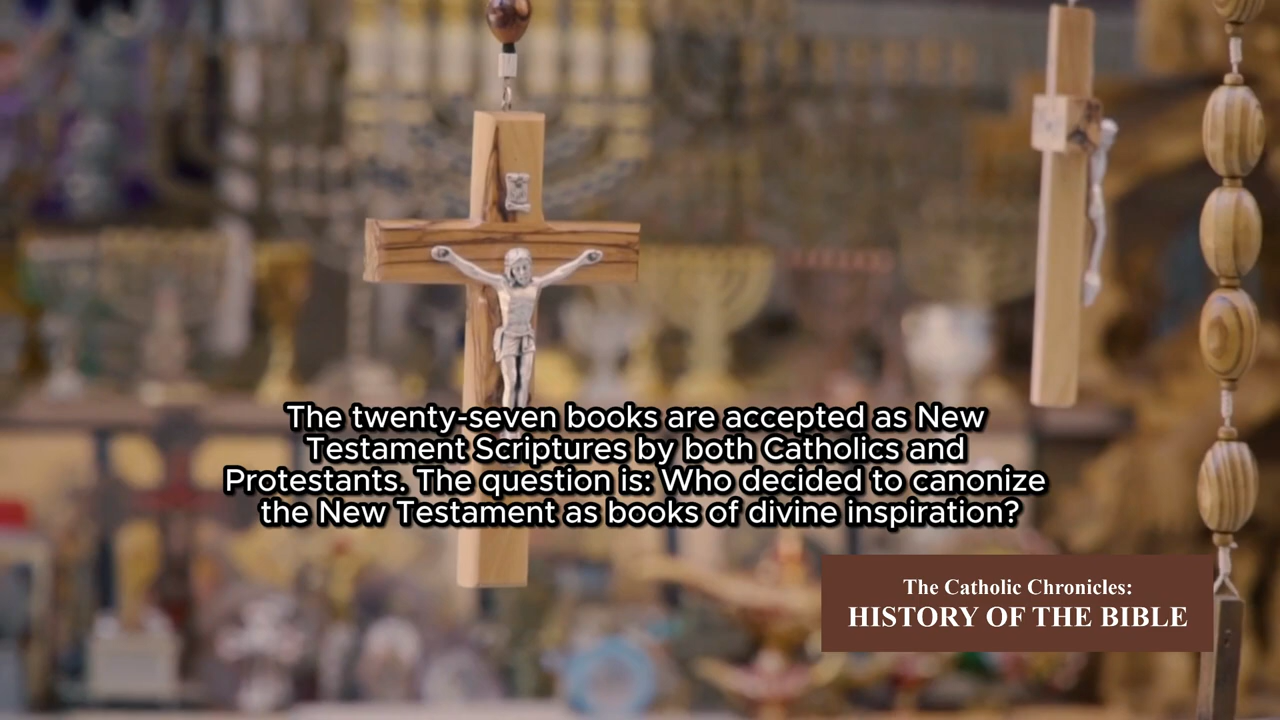 The twenty-seven books are accepted as New
Testament Scriptures by both Catholics and
Protestants. The question is: Who decided to canonize
the New Testament as books of divine inspiration?
The Catholic Chronicles:
HISTORY OF THE BIBLE